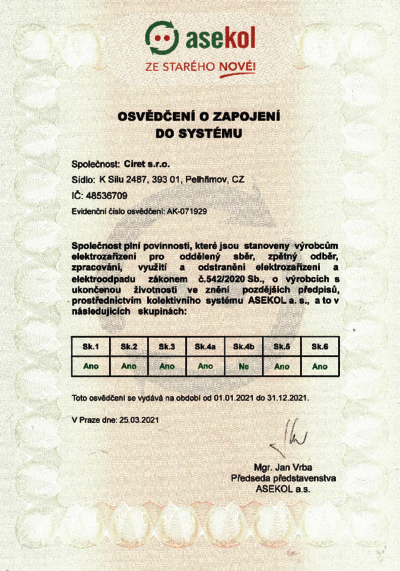 asekol
ZE STARÉHO NOVÉ!
OSVĚDČENÍ O ZAPOJENÍ
DO SYSTÉMU
Společnost: Ciret s.r.o.
Sídlo: K Silu 2487, 393 01, Pelhřimov, CZ
IČ: 48536709
Evidenční číslo osvědčení: AK-071929
Společnost plní povinnosti, které jsou stanoveny výrobcům
elektrozařízení pro oddělený sběr, zpětný odběr,
zpracování, využití a odstranění elektrozařízení a
elektroodpadu zákonem č.542/2020 Sb., o výrobcích s
ukončenou životností ve znění pozdějších předpisů,
prostřednictvím kolektivního systému ASEKOL a. s., a to v
následujících skupinách:
Sk.1 Sk.2 Sk.3 Sk.4a Sk.4b Sk.5 Sk.6
Ano Ano Ano Ano Ne Ano Ano
Toto osvědčení se vydává na období od 01.01.2021 do 31.12.2021.
V Praze dne: 25.03.2021
Mgr. Jan Vrba
Předseda představenstva
ASEKOL a.s.